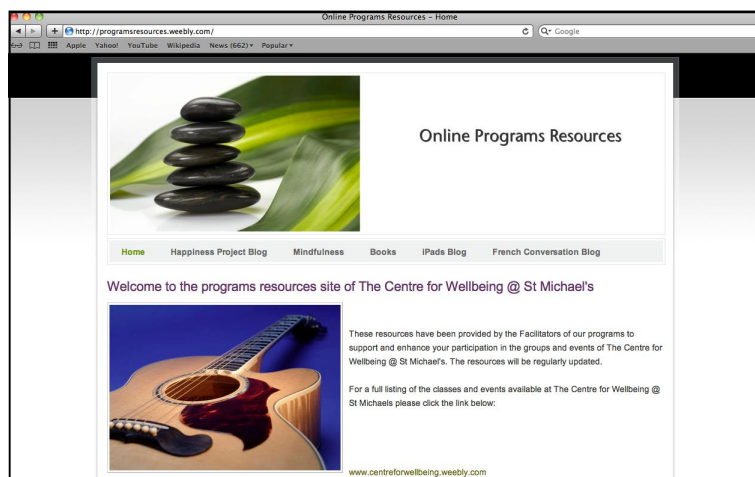 Online Programs Resources – Home
http://programsresources.weebly.com/
Google
Apple Yahoo! YouTube Wikipedia News (662) Popular
Online Programs Resources
Home Happiness Project Blog Mindfulness Books iPads Blog French Conversation Blog
Welcome to the programs resources site of The Centre for Wellbeing @ St Michael's
These resources have been provided by the Facilitators of our programs to
support and enhance your participation in the groups and events of The Centre for
Wellbeing @ St Michael's. The resources will be regularly updated.
For a full listing of the classes and events available at The Centre for Wellbeing @
St Michaels please click the link below:
www.centreforwellbeing.weebly.com